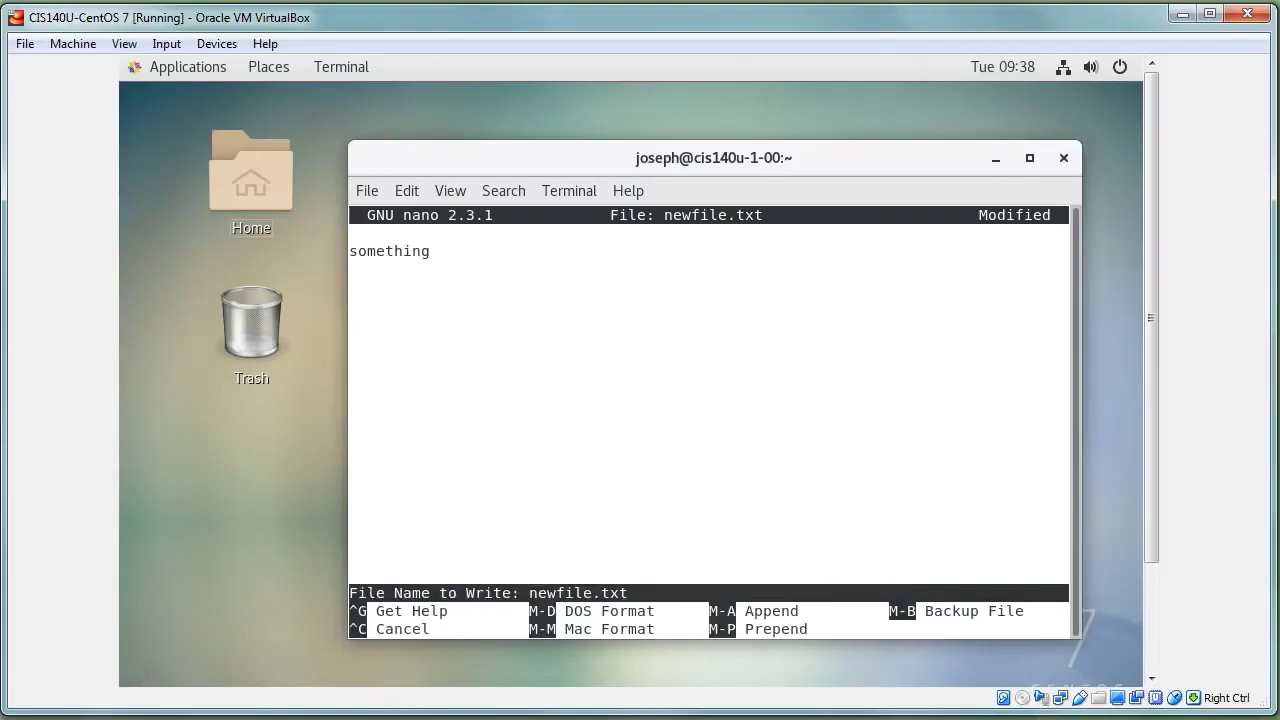 CIS140U-CentOS 7 [Running] - Oracle VM VirtualBox
File Machine View Input Devices Help
Applications Places Terminal Tue 09:38
Home
Trash
joseph@cis140u-1-00:~
File Edit View Search Terminal Help
GNU nano 2.3.1 File: newfile.txt Modified
something
File Name to Write: newfile.txt
^G Get Help M-D DOS Format M-A Append M-B Backup File
^C Cancel M-M Mac Format M-P Prepend
7
Right Ctrl